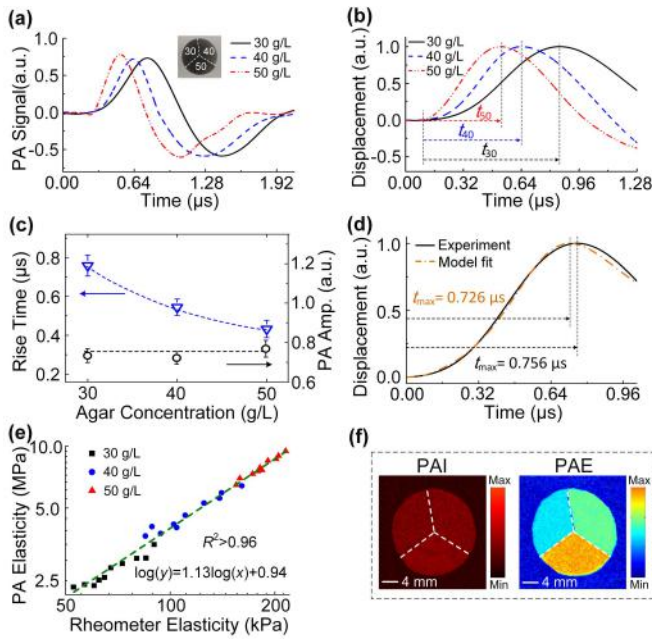 (a)
PA Signal(a.u.)
1.0
0.5
0.0
-0.5
30 40
50
30 g/L
40 g/L
50 g/L
0.00 0.64 1.28 1.92
Time (µs)
(b)
Displacement (a.u.)
1.0
0.5
0.0
-0.5
30 g/L
40 g/L
50 g/L
t50
t40
t30
0.00 0.32 0.64 0.96 1.28
Time (µs)
(c)
Rise Time (µs)
0.8
0.6
0.4
0.2
1.2
1.0
0.8
0.6
PA Amp. (a.u.)
30 40 50
Agar Concentration (g/L)
(d)
Displacement (a.u.)
1.0
0.5
0.0
Experiment
Model fit
tmax= 0.726 µs
tmax= 0.756 µs
0.00 0.32 0.64 0.96
Time (µs)
(e)
PA Elasticity (MPa)
10.0
5.0
2.5
30 g/L
40 g/L
50 g/L
R²>0.96
log(y)=1.13log(x)+0.94
50 100 200
Rheometer Elasticity (kPa)
(f)
PAI
PAE
Max
Min
Max
Min
4 mm
4 mm